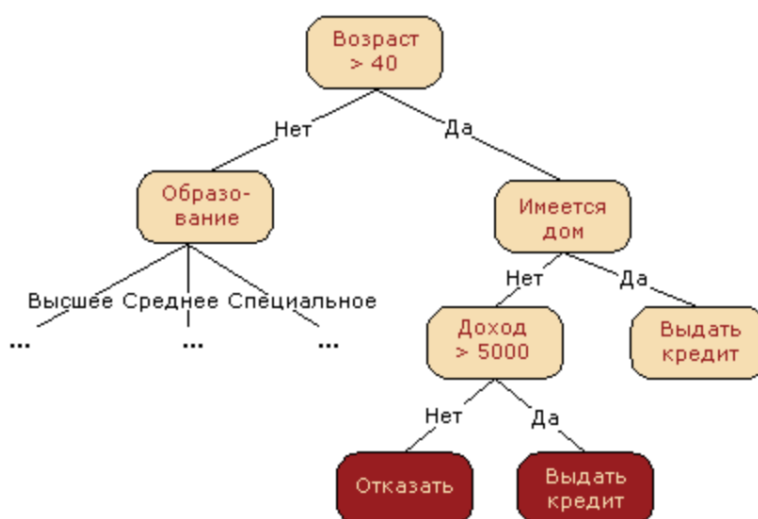 Возраст
> 40
Нет
Да
Образо-
вание
Имеется
дом
Высшее Среднее Специальное
... ... ...
Нет
Да
Доход
> 5000
Выдать
кредит
Нет
Да
Отказать
Выдать
кредит